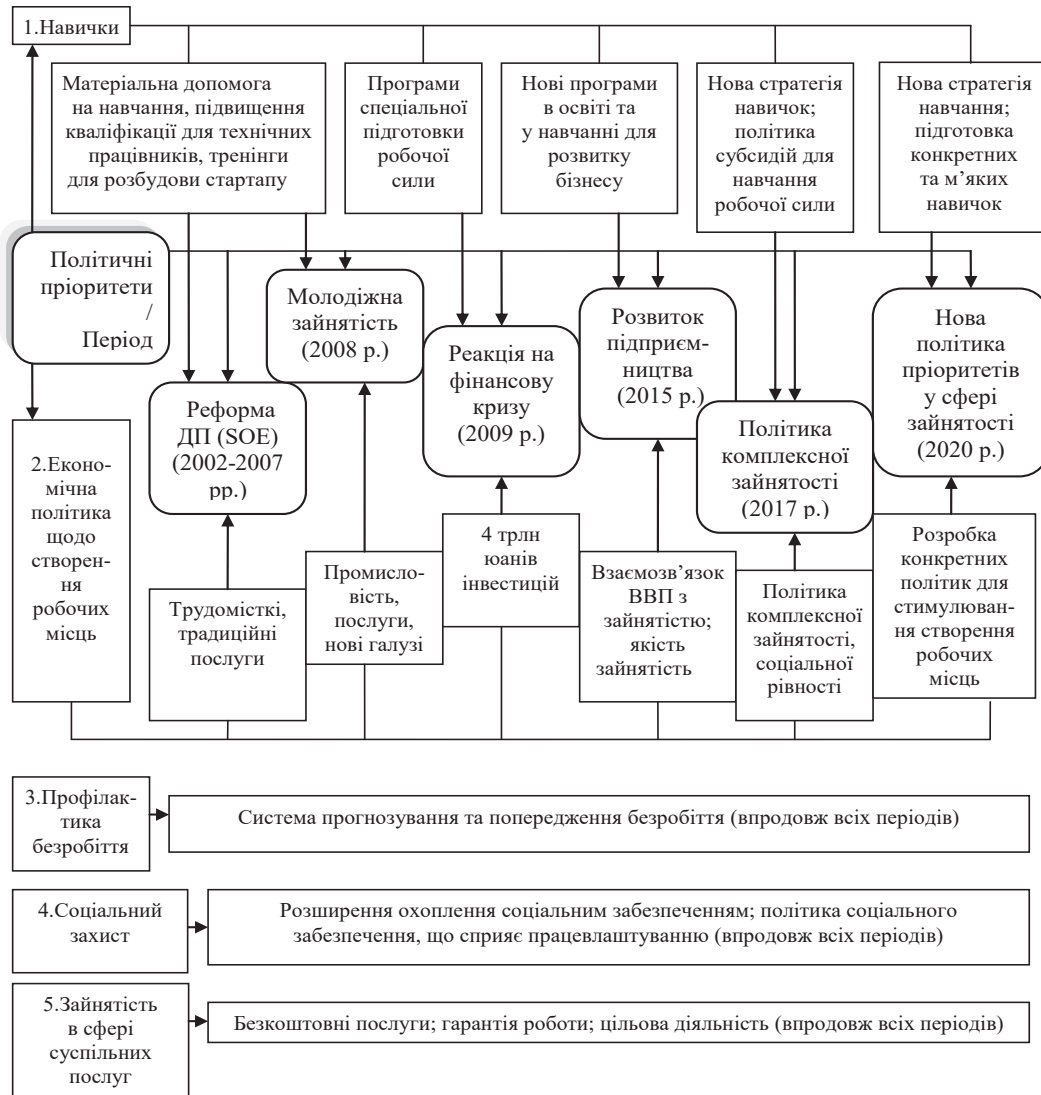 1.Навички
Матеріальна допомога
на навчання, підвищення
кваліфікації для технічних
працівників, тренінги
для розбудови стартапу
Програми
спеціальної
підготовки
робочої
сили
Нові програми
в освіті та
у навчанні для
розвитку
бізнесу
Нова стратегія
навичок;
політика
субсидій для
навчання
робочої сили
Нова стратегія
навчання;
підготовка
конкретних
та м’яких
навичок
Політичні
пріоритети
/
Період
Реформа
ДП (SOE)
(2002-2007
рр.)
Молодіжна
зайнятість
(2008 р.)
Реакція на
фінансову
кризу
(2009 р.)
Розвиток
підприєм-
ництва
(2015 р.)
Політика
комплексної
зайнятості
(2017 р.)
Нова
політика
пріоритетів
у сфері
зайнятості
(2020 р.)
2.Еконо-
мічна
політика
щодо
створен-
ня
робочих
місць
Трудомісткі,
традиційні
послуги
Промисло-
вість,
послуги,
нові галузі
4 трлн
юанів
інвестицій
Взаємозв’язок
ВВП з
зайнятістю;
якість
зайнятість
Політика
комплексної
зайнятості,
соціальної
рівності
Розробка
конкретних
політик для
стимулюван-
ня створення
робочих
місць
3.Профілак-
тика
безробіття
Система прогнозування та попередження безробіття (впродовж всіх періодів)
4.Соціальний
захист
Розширення охоплення соціальним забезпеченням; політика соціального
забезпечення, що сприяє працевлаштуванню (впродовж всіх періодів)
5.Зайнятість
в сфері
суспільних
послуг
Безкоштовні послуги; гарантія роботи; цільова діяльність (впродовж всіх періодів)